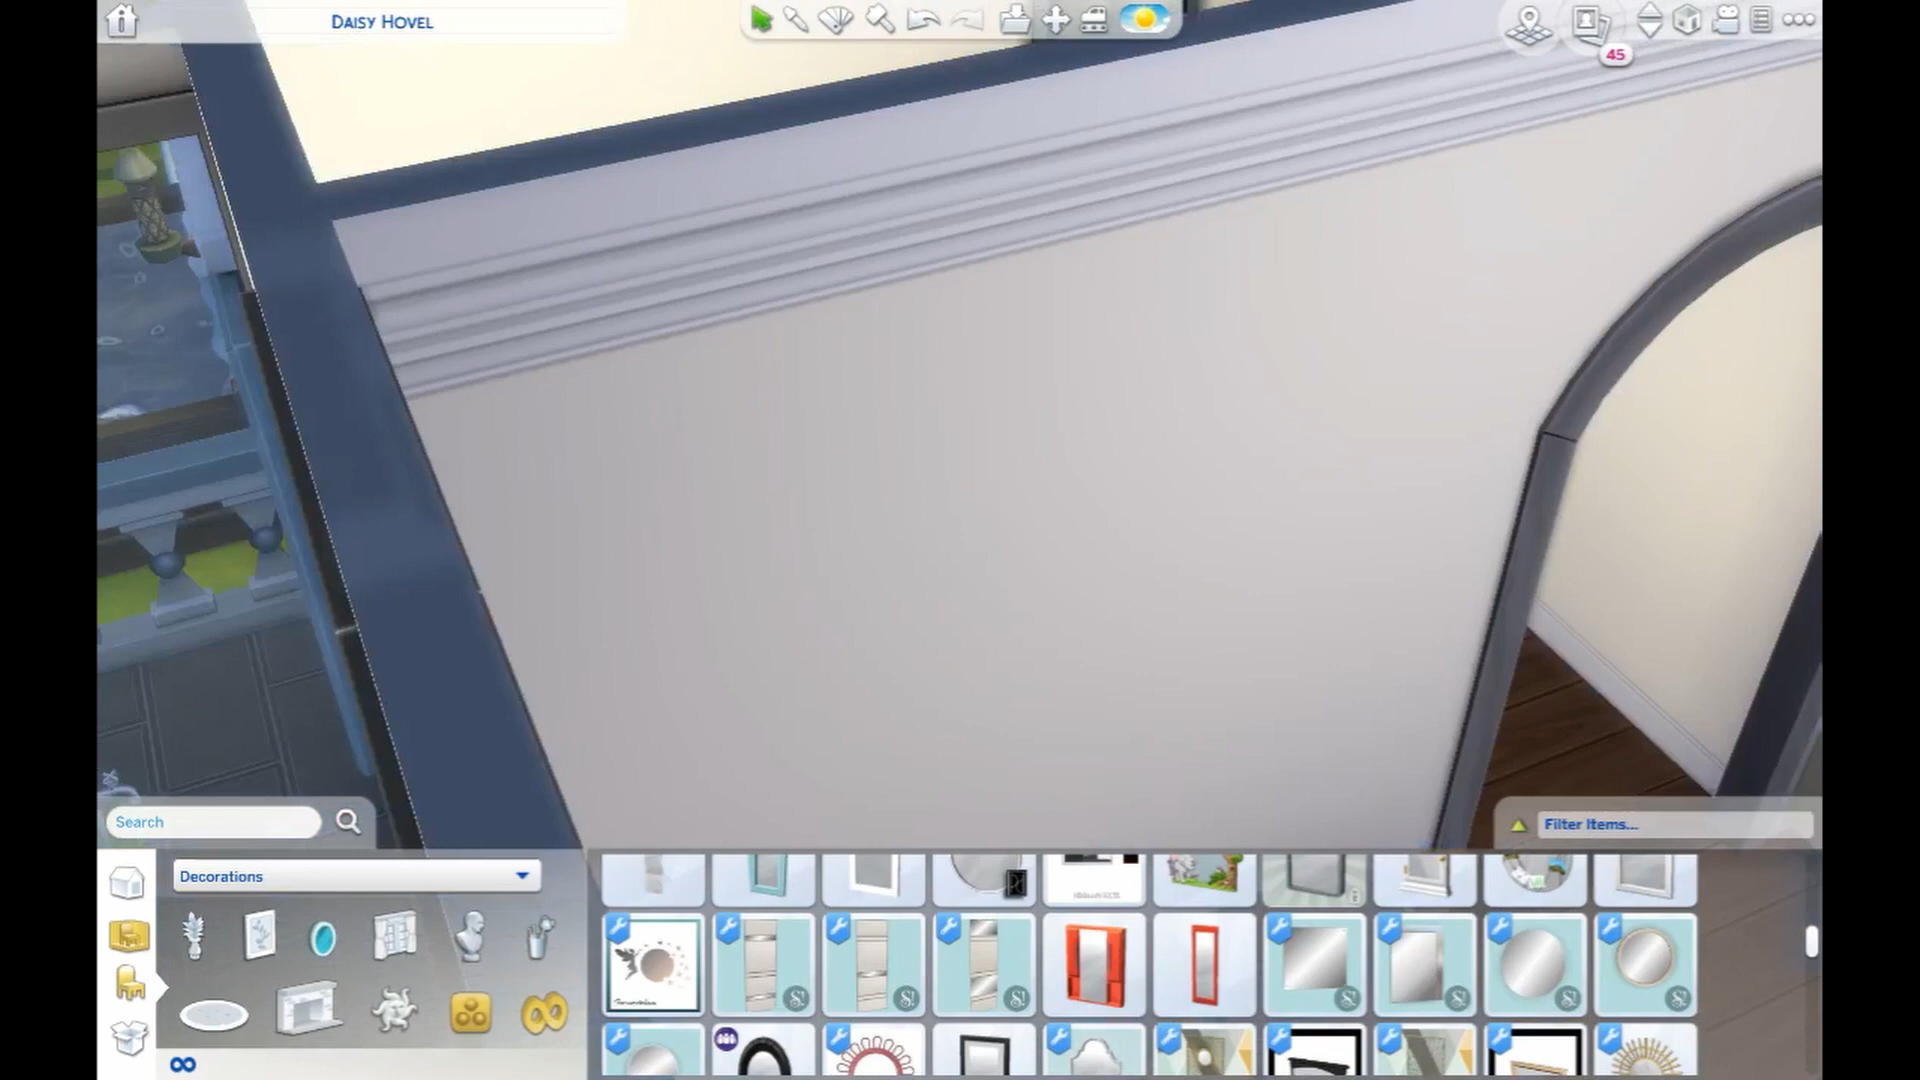 DAISY HOVEL
45
Search
Filter Items...
Decorations
S!
S!
S!
S!
S!
S!
S!